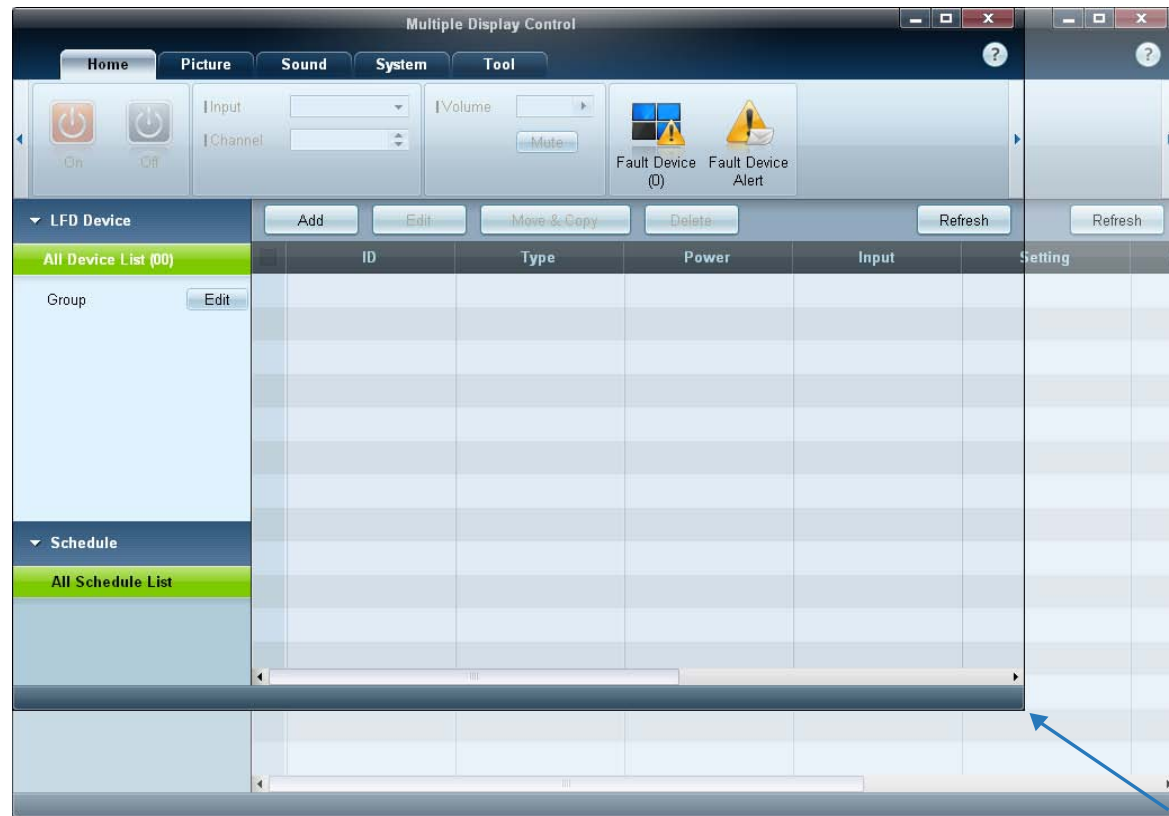 Multiple Display Control
Home Picture Sound System Tool ? ?
Input
Volume
Channel
Mute
On Off
Fault Device (0)
Fault Device Alert
LFD Device
Add Edit Move & Copy Delete Refresh Refresh
All Device List (00)
ID Type Power Input Setting
Group Edit
Schedule
All Schedule List